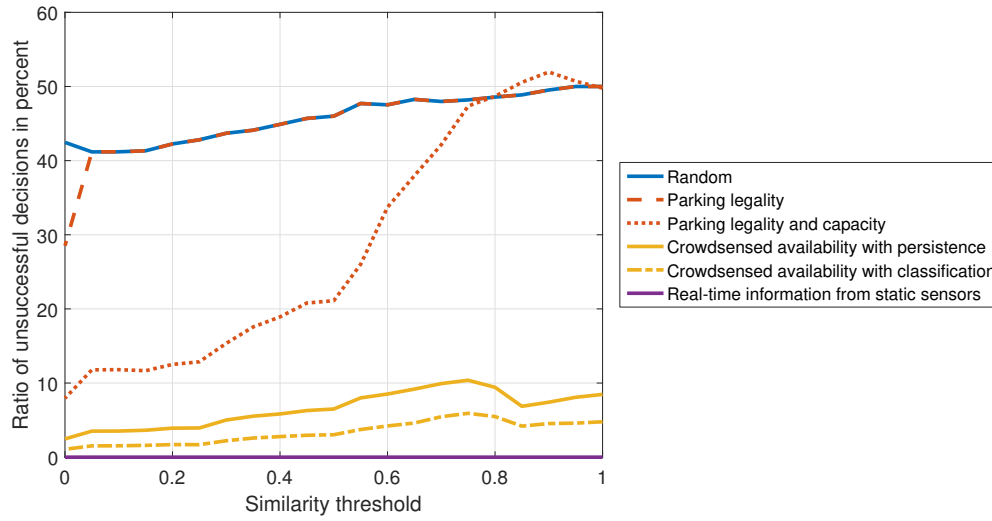 60
50
40
30
20
10
0
0
0.2
0.4
0.6
0.8
1
Ratio of unsuccessful decisions in percent
Similarity threshold
Random
Parking legality
Parking legality and capacity
Crowdsensed availability with persistence
Crowdsensed availability with classification
Real-time information from static sensors